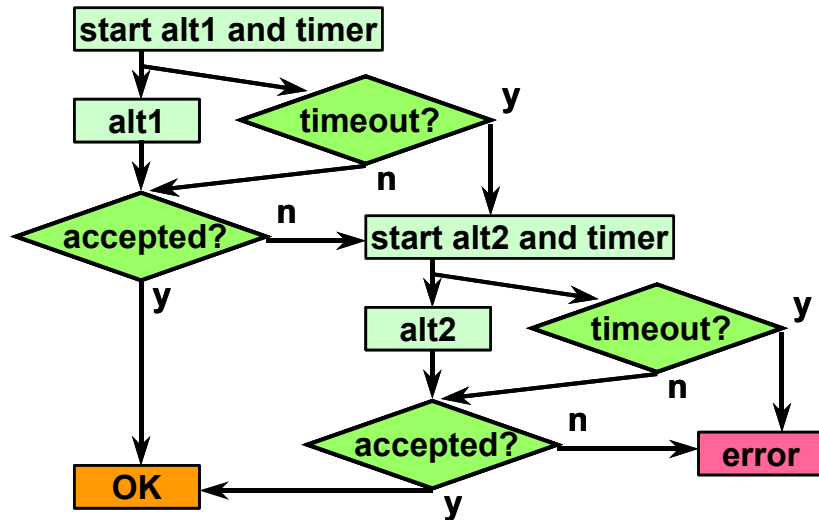 start alt1 and timer
alt1
timeout?
y
n
accepted?
n
start alt2 and timer
y
alt2
timeout?
y
n
accepted?
n
error
OK
y